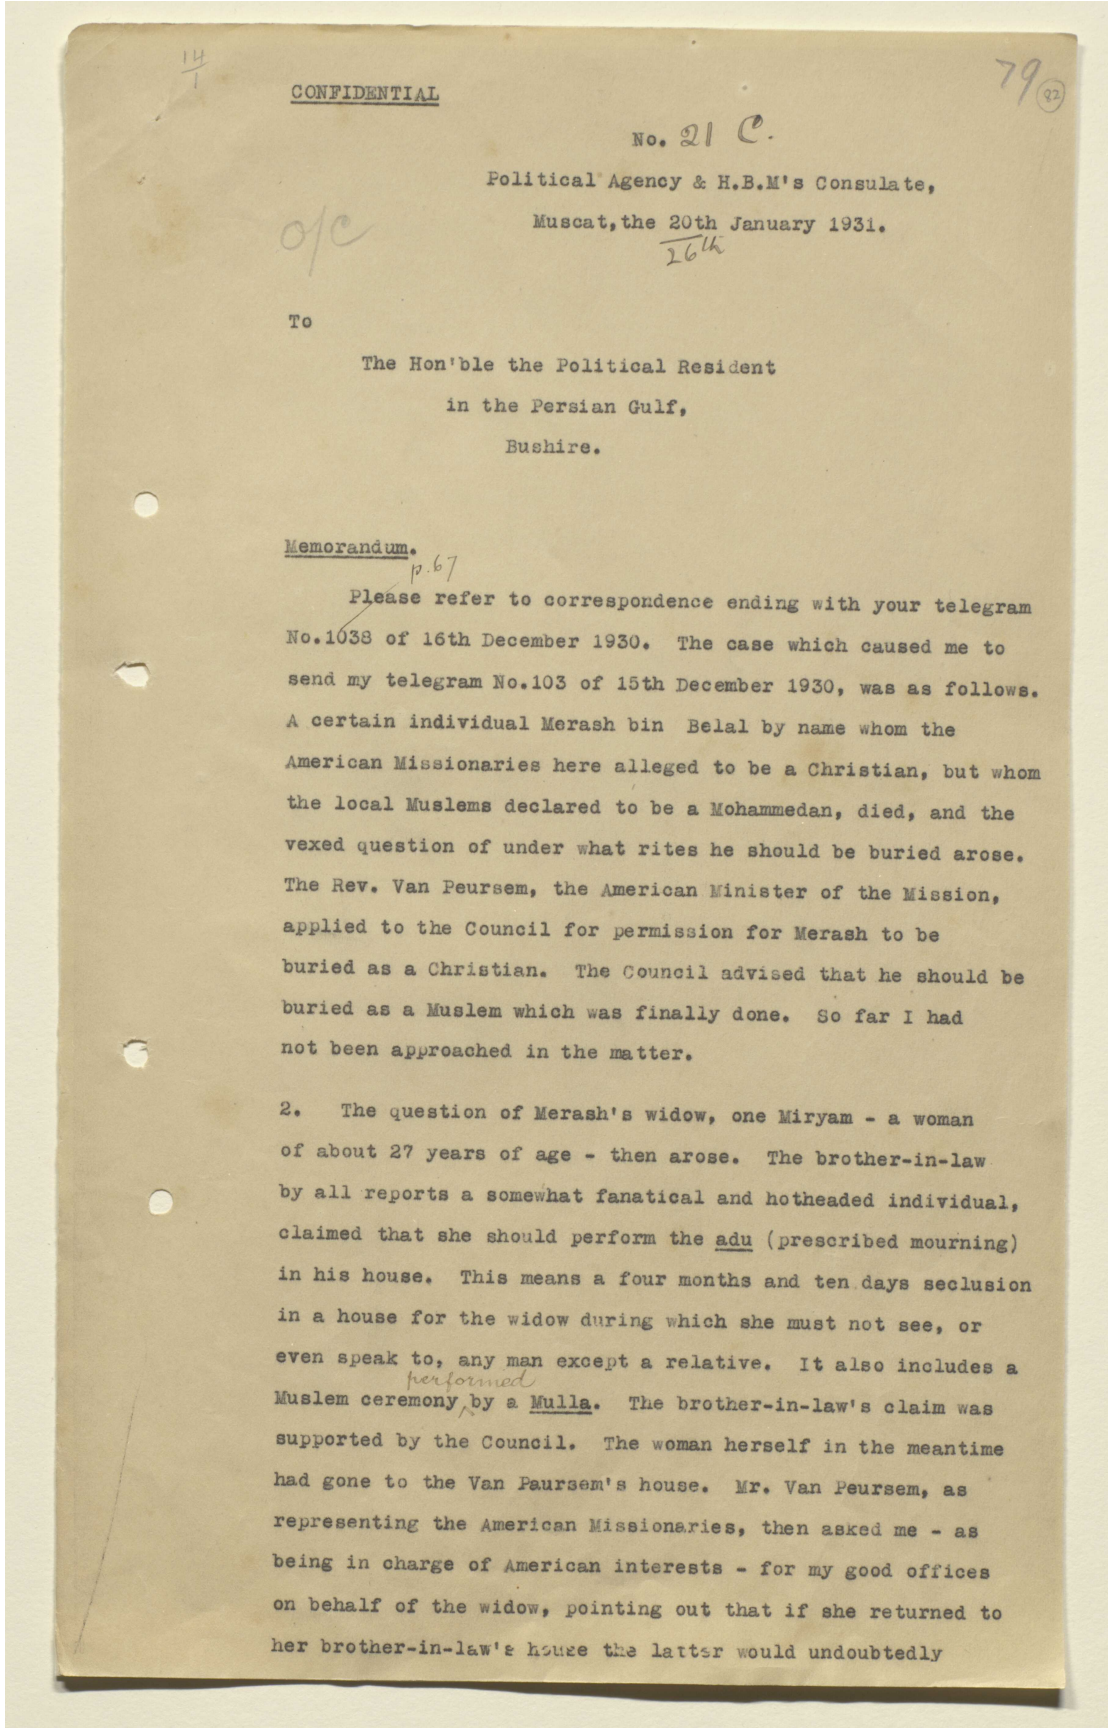 14
1
79
82
CONFIDENTIAL
No. 21 C.
Political Agency & H.B.M's Consulate,
Muscat, the 20th January 1931.
26th
o/c
To
The Hon'ble the Political Resident
in the Persian Gulf,
Bushire.
Memorandum.
p.67
Please refer to correspondence ending with your telegram
No.1038 of 16th December 1930. The case which caused me to
send my telegram No.103 of 15th December 1930, was as follows.
A certain individual Merash bin Belal by name whom the
American Missionaries here alleged to be a Christian, but whom
the local Muslems declared to be a Mohammedan, died, and the
vexed question of under what rites he should be buried arose.
The Rev. Van Peursem, the American Minister of the Mission,
applied to the Council for permission for Merash to be
buried as a Christian. The Council advised that he should be
buried as a Muslem which was finally done. So far I had
not been approached in the matter.
2. The question of Merash's widow, one Miryam - a woman
of about 27 years of age - then arose. The brother-in-law
by all reports a somewhat fanatical and hotheaded individual,
claimed that she should perform the adu (prescribed mourning)
in his house. This means a four months and ten days seclusion
in a house for the widow during which she must not see, or
even speak to, any man except a relative. It also includes a
performed
Muslem ceremony by a Mulla. The brother-in-law's claim was
supported by the Council. The woman herself in the meantime
had gone to the Van Paursem's house. Mr. Van Peursem, as
representing the American Missionaries, then asked me - as
being in charge of American interests - for my good offices
on behalf of the widow, pointing out that if she returned to
her brother-in-law's house the latter would undoubtedly